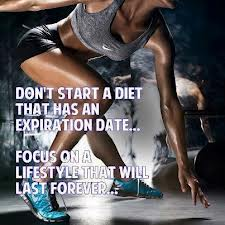 DON'T START A DIET
THAT HAS AN
EXPIRATION DATE...
FOCUS ON A
LIFESTYLE THAT WILL
LAST FOREVER...